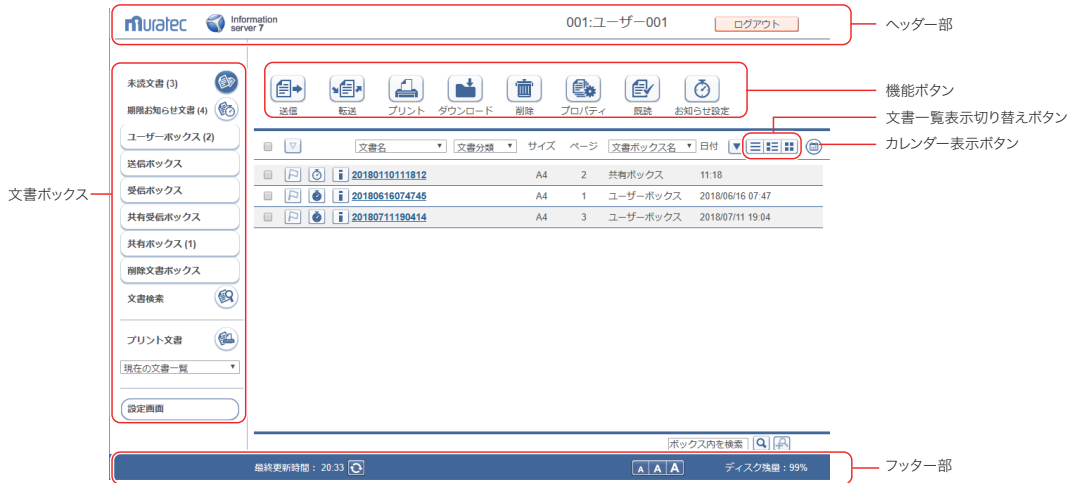 muratec Information server 7 001:ユーザー001 ログアウト ヘッダー部
未読文書 (3)
期限お知らせ文書 (4)
ユーザーボックス (2)
送信ボックス
受信ボックス
共有受信ボックス
共有ボックス (1)
削除文書ボックス
文書検索
プリント文書
現在の文書一覧
設定画面
文書ボックス
送信 転送 プリント ダウンロード 削除 プロパティ 既読 お知らせ設定
機能ボタン
文書一覧表示切り替えボタン
カレンダー表示ボタン
文書名 文書分類 サイズ ページ 文書ボックス名 日付
20180110111812 A4 2 共有ボックス 11:18
20180616074745 A4 1 ユーザーボックス 2018/06/16 07:47
20180711190414 A4 3 ユーザーボックス 2018/07/11 19:04
ボックス内を検索
最終更新時間： 20:33 A A A ディスク残量：99%
フッター部